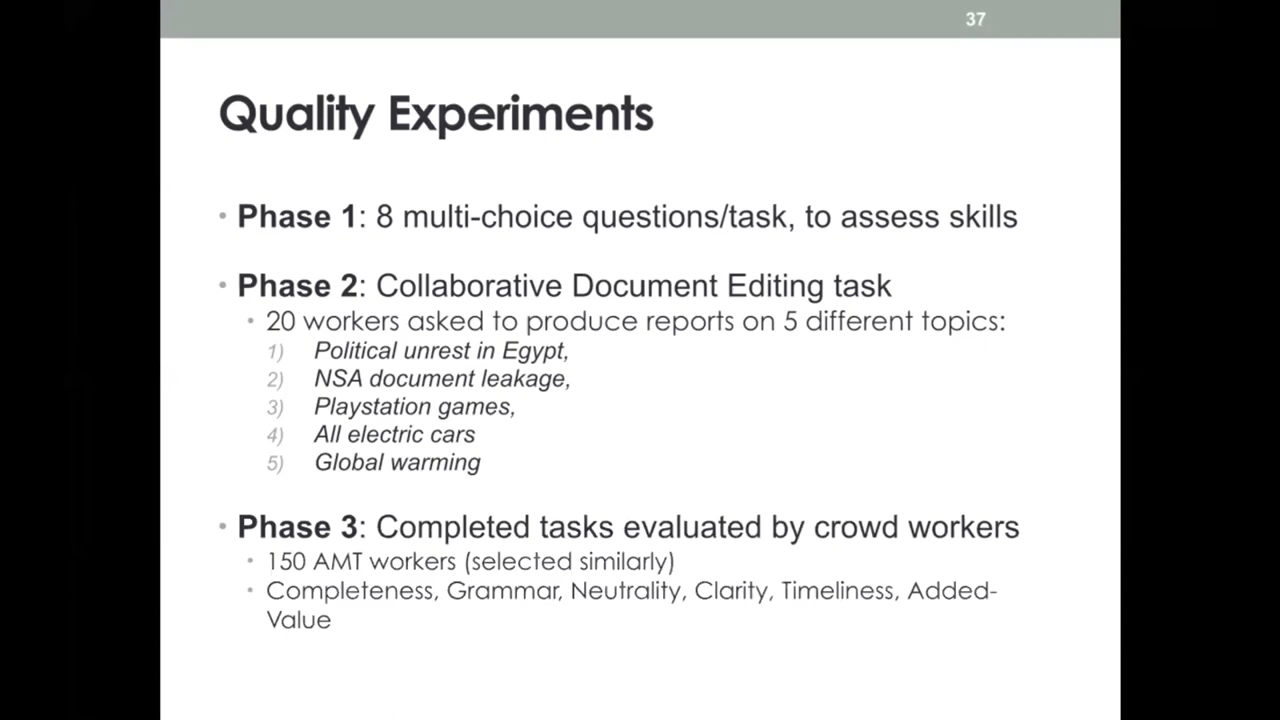 37
Quality Experiments
• Phase 1: 8 multi-choice questions/task, to assess skills
• Phase 2: Collaborative Document Editing task
• 20 workers asked to produce reports on 5 different topics:
1) Political unrest in Egypt,
2) NSA document leakage,
3) Playstation games,
4) All electric cars
5) Global warming
• Phase 3: Completed tasks evaluated by crowd workers
• 150 AMT workers (selected similarly)
• Completeness, Grammar, Neutrality, Clarity, Timeliness, Added-
Value